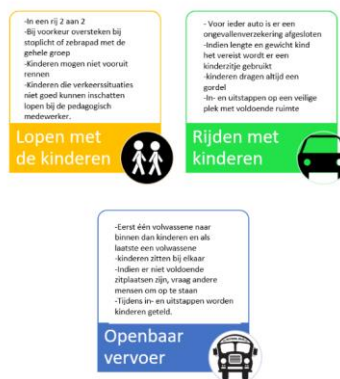 -In een rij 2 aan 2
-Bij voorkeur oversteken bij
stoplicht of zebrapad met de
gehele groep
-Kinderen mogen niet vooruit
rennen
-Kinderen die verkeerssituaties
niet goed kunnen inschatten
lopen bij de pedagogisch
medewerker.
Lopen met
de kinderen
- Voor ieder auto is er een
ongevallenverzekering afgesloten
-Indien lengte en gewicht kind
het vereist wordt er een
kinderzitje gebruikt
-kinderen dragen altijd een
gordel
-In- en uitstappen op een veilige
plek met voldoende ruimte
Rijden met
kinderen
-Eerst één volwassene naar
binnen dan kinderen en als
laatste een volwassene
-kinderen zitten bij elkaar
-Indien er niet voldoende
zitplaatsen zijn, vraag andere
mensen om op te staan
-Tijdens in- en uitstappen worden
kinderen geteld.
Openbaar
vervoer